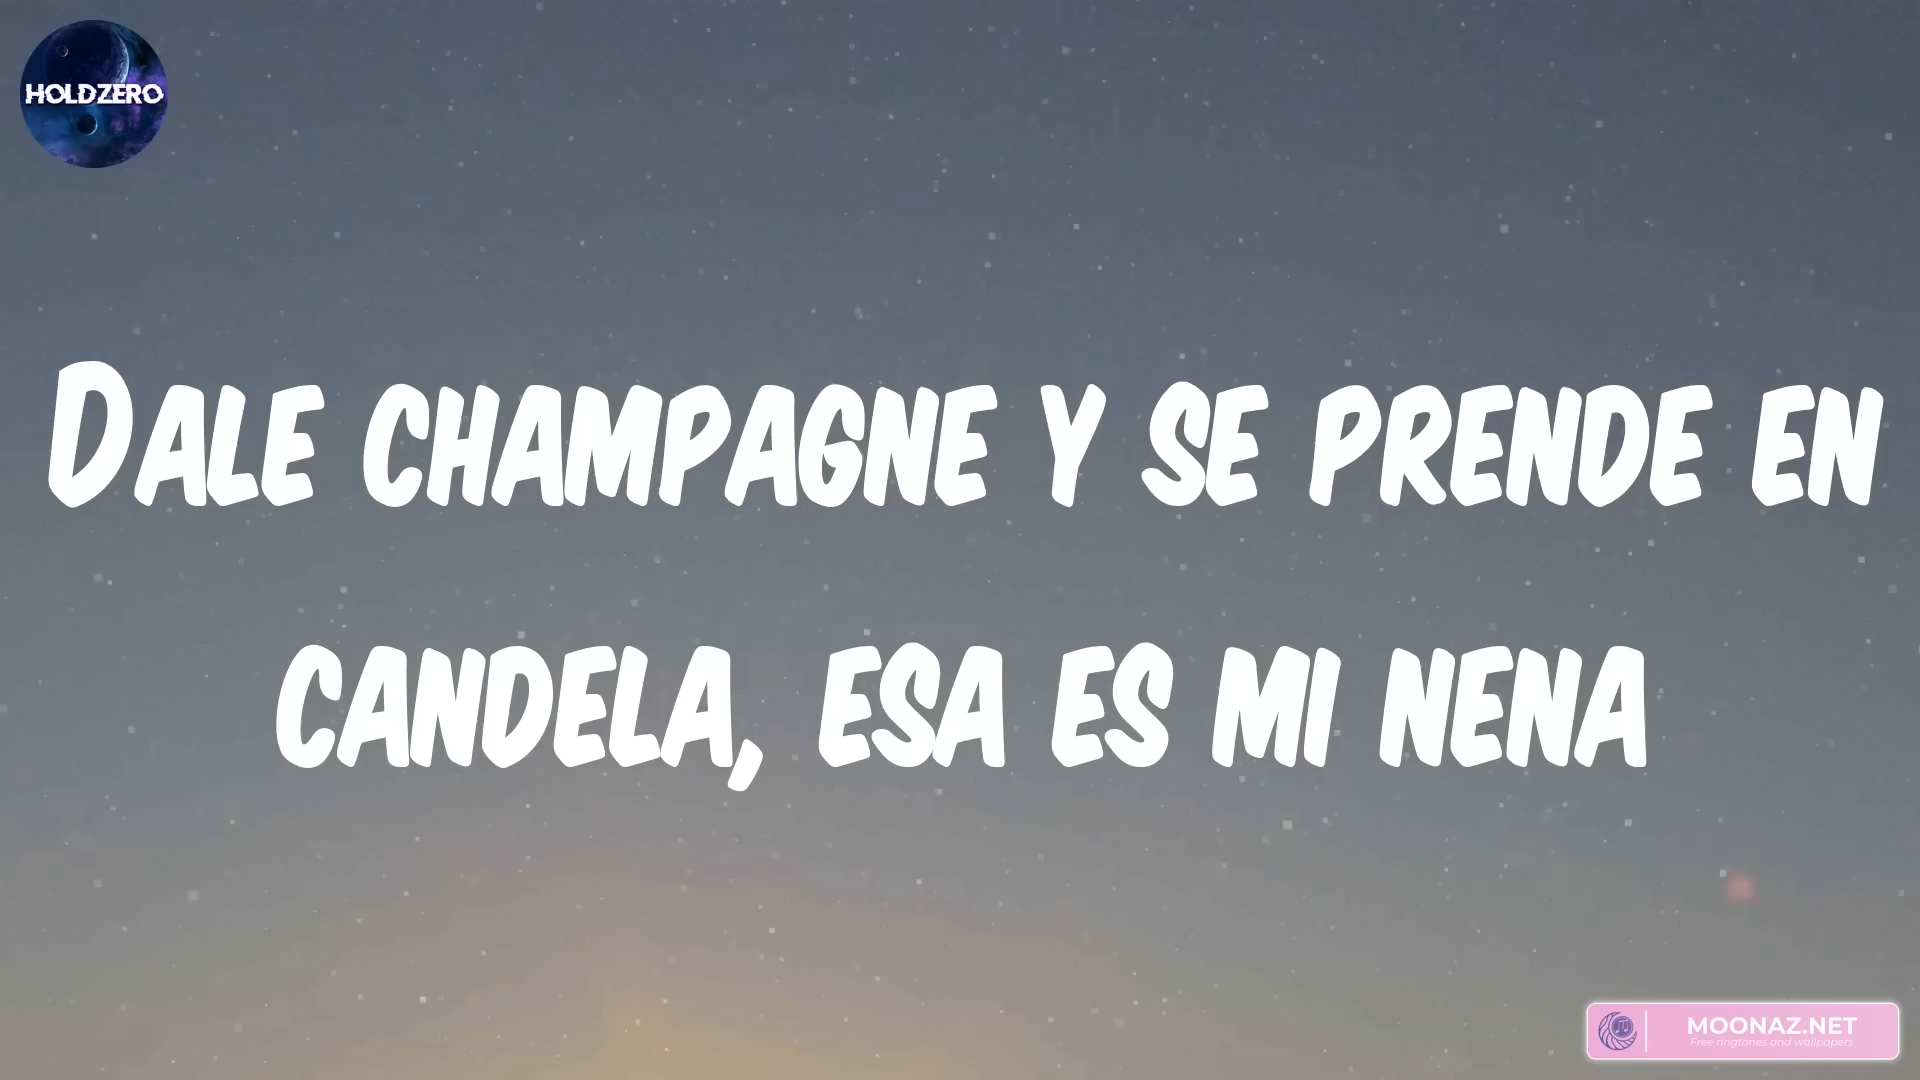 HOLDZERO
Dale champagne y se prende en
candela, esa es mi nena
MOONAZ.NET
Free ringtones and wallpapers